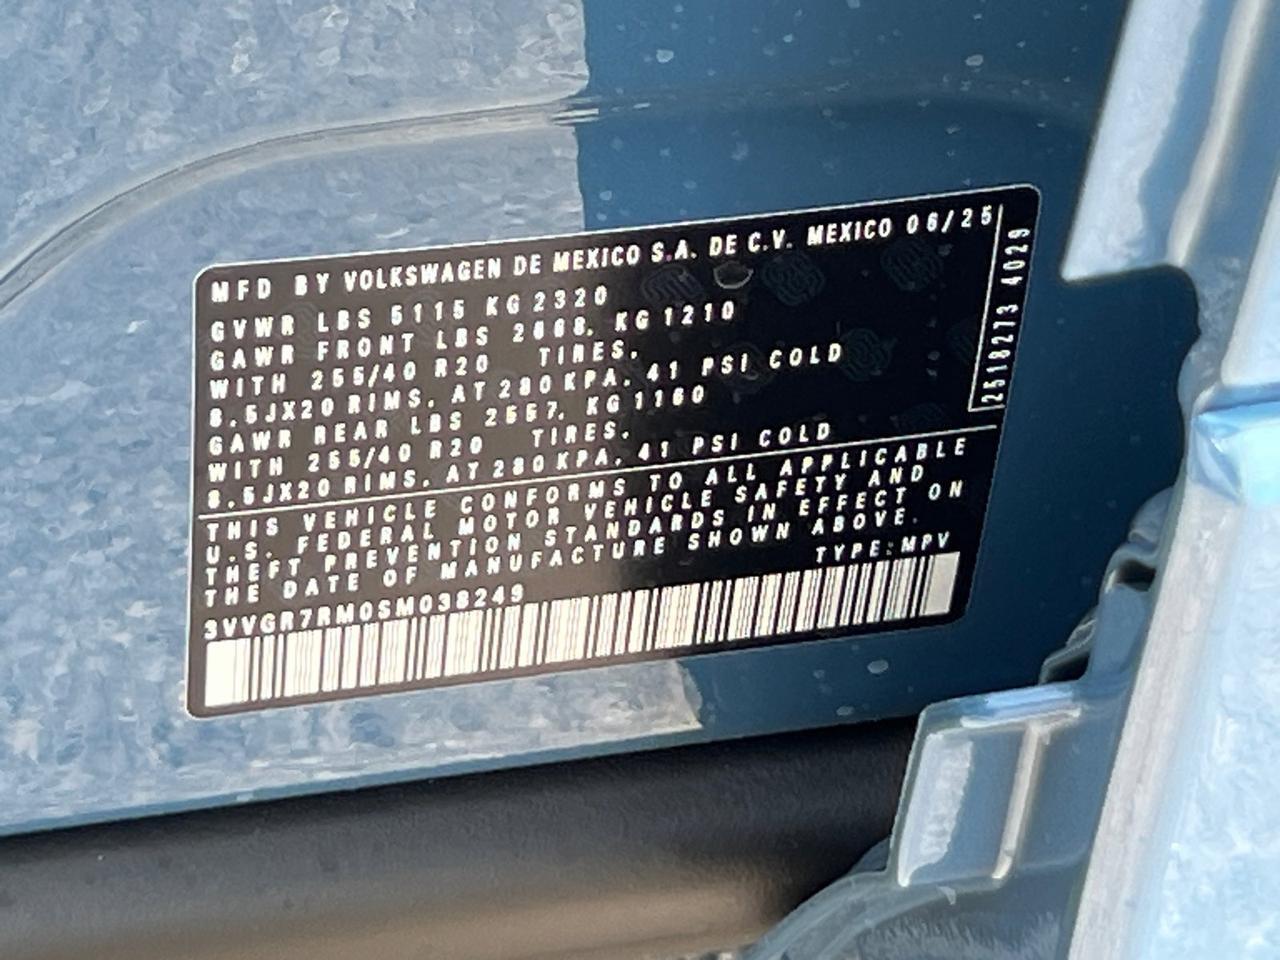 MFD BY VOLKSWAGEN DE MEXICO S.A. DE C.V. MEXICO 06/25
GVWR LBS 5115 KG 2320
GAWR FRONT LBS 2668. KG 1210
WITH 255/40 R20 TIRES.
8.5JX20 RIMS. AT 280 KPA. 41 PSI COLD
GAWR REAR LBS 2557. KG 1160
WITH 255/40 R20 TIRES.
8.5JX20 RIMS. AT 280 KPA. 41 PSI COLD
THIS VEHICLE CONFORMS TO ALL APPLICABLE
U.S. FEDERAL MOTOR VEHICLE SAFETY AND
THEFT PREVENTION STANDARDS IN EFFECT ON
THE DATE OF MANUFACTURE SHOWN ABOVE.
3VVGR7RM0SM038249 TYPE:MPV
25182T3 4029